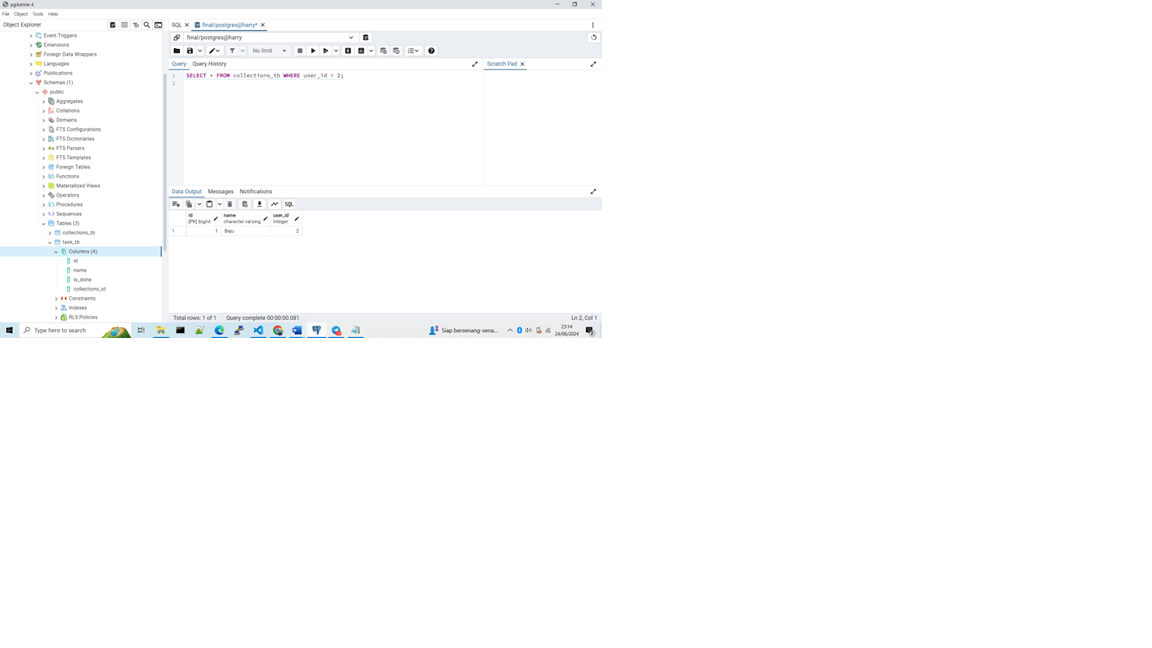 pgAdmin 4
File Object Tools Help
Object Explorer
Event Triggers
Extensions
Foreign Data Wrappers
Languages
Publications
Schemas (1)
public
Aggregates
Collations
Domains
FTS Configurations
FTS Dictionaries
FTS Parsers
FTS Templates
Foreign Tables
Functions
Materialized Views
Operators
Procedures
Sequences
Tables (3)
collections_tb
task_tb
Columns (4)
id
name
is_done
collections_id
Constraints
Indexes
RLS Policies
SQL
final/postgres@harry*
final/postgres@harry
No limit
Query Query History
Scratch Pad
1 SELECT * FROM collections_tb WHERE user_id = 2;
2
Data Output Messages Notifications
SQL
id name user_id
[PK] bigint character varying integer
1 1 Baju 2
Total rows: 1 of 1 Query complete 00:00:00.081 Ln 2, Col 1
Type here to search
Siap bersenang-sena...
23:14
24/06/2024
2